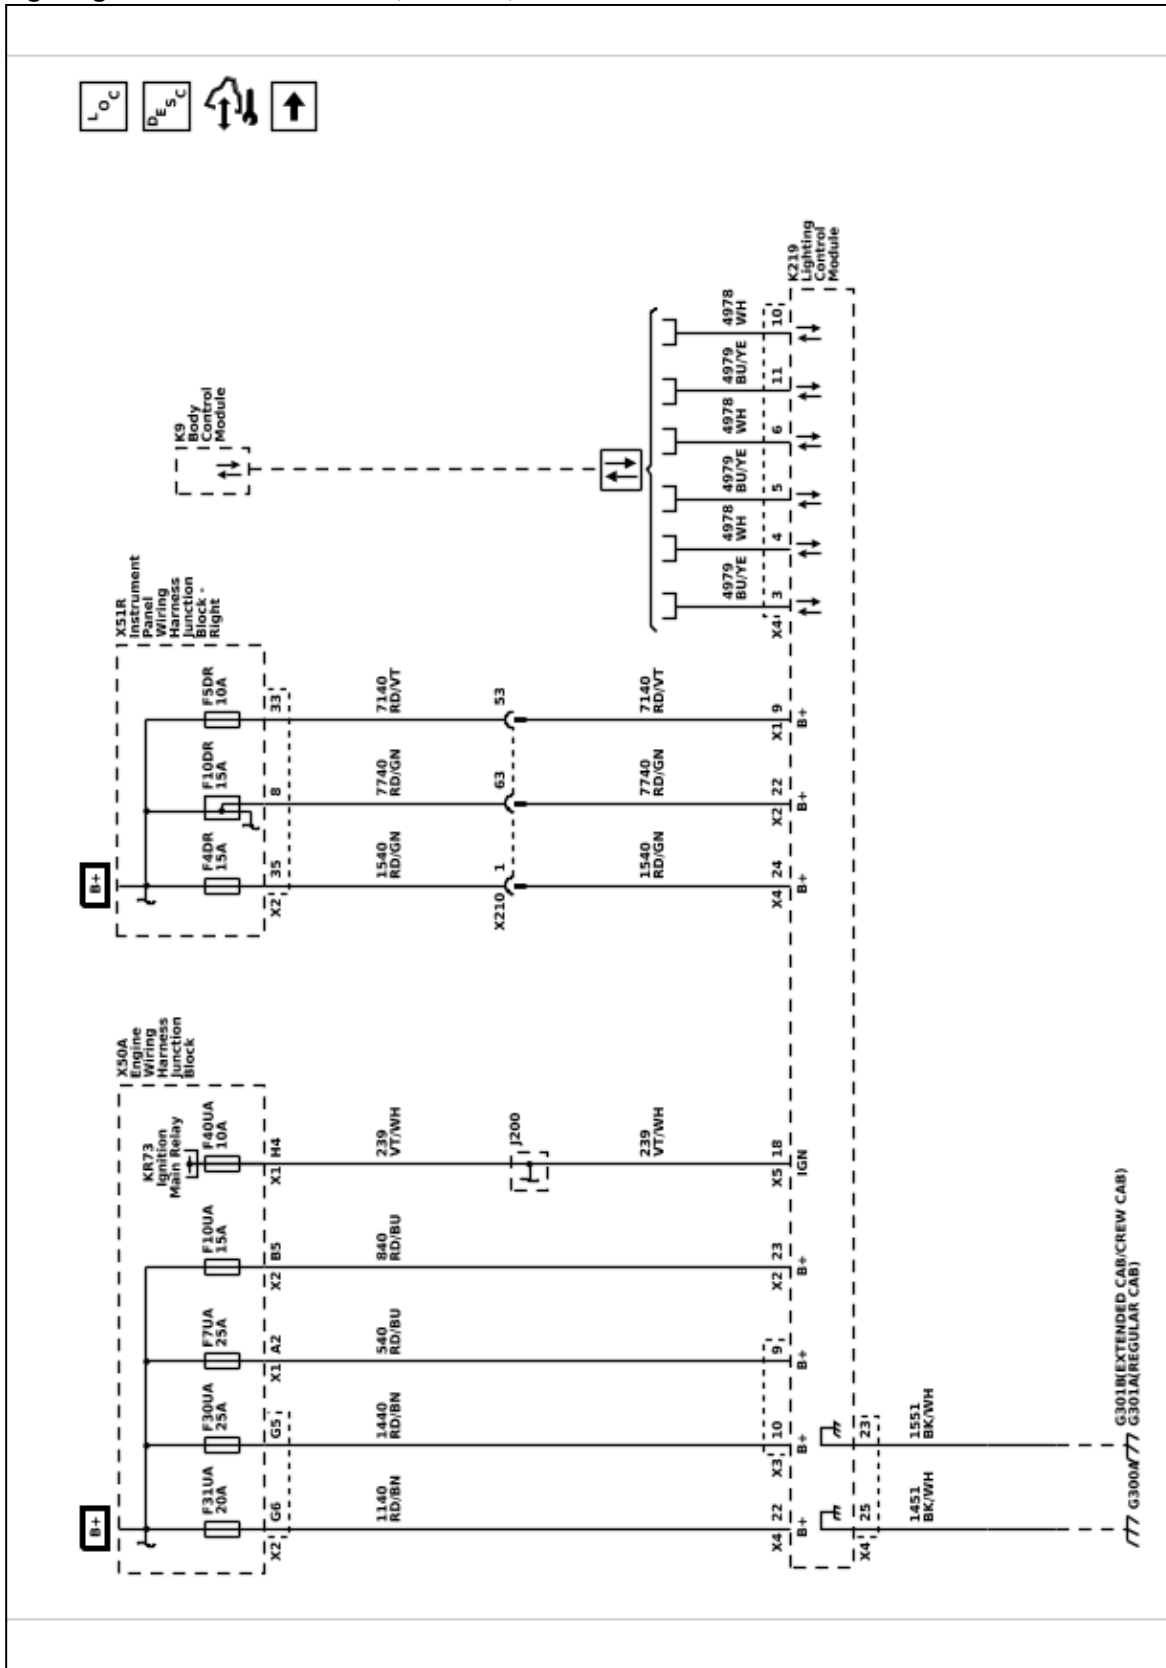 LOC
DESC
B+
X50A
Engine
Wiring
Harness
Junction
Block
KR73
Ignition
Main Relay
F31UA
20A
F30UA
25A
F7UA
25A
F10UA
15A
F40UA
10A
X2
G6
G5
X1
A2
X2
B5
X1
H4
1140
RD/BN
1440
RD/BN
540
RD/BU
840
RD/BU
239
VT/WH
J200
239
VT/WH
X4
22
X3
10
9
X2
23
X5
18
B+
B+
B+
B+
IGN
B+
X51R
Instrument
Panel
Wiring
Harness
Junction
Block -
Right
F4DR
15A
F10DR
15A
F5DR
10A
X2
35
8
33
1540
RD/GN
7740
RD/GN
7140
RD/VT
X210
1
63
53
1540
RD/GN
7740
RD/GN
7140
RD/VT
X4
24
X2
22
X1
9
B+
B+
B+
K9
Body
Control
Module
4979
BU/YE
4978
WH
4979
BU/YE
4978
WH
4979
BU/YE
4978
WH
X4
3
4
5
6
11
10
K219
Lighting
Control
Module
X4
25
23
1451
BK/WH
1551
BK/WH
G300A
G301B(EXTENDED CAB/CREW CAB)
G301A(REGULAR CAB)